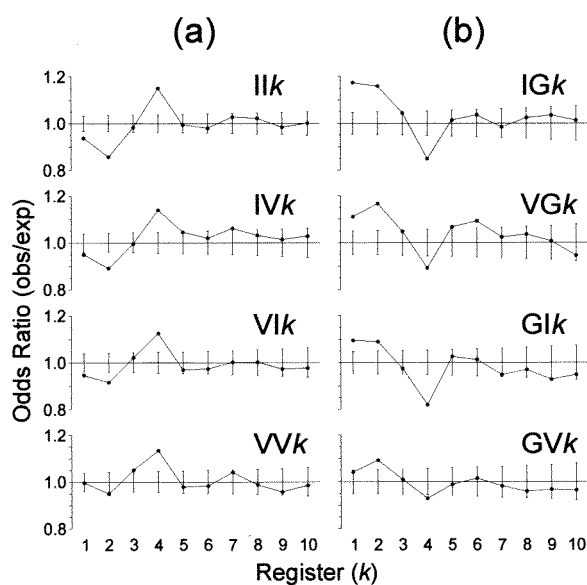 (a) (b)
1.2 IIk IGk
1.0
0.8
1.2 IVk VGk
1.0
0.8
1.2 VIk GIk
1.0
0.8
1.2 VVk GVk
1.0
0.8
1 2 3 4 5 6 7 8 9 10 1 2 3 4 5 6 7 8 9 10
Register (k)
Odds Ratio (obs/exp)